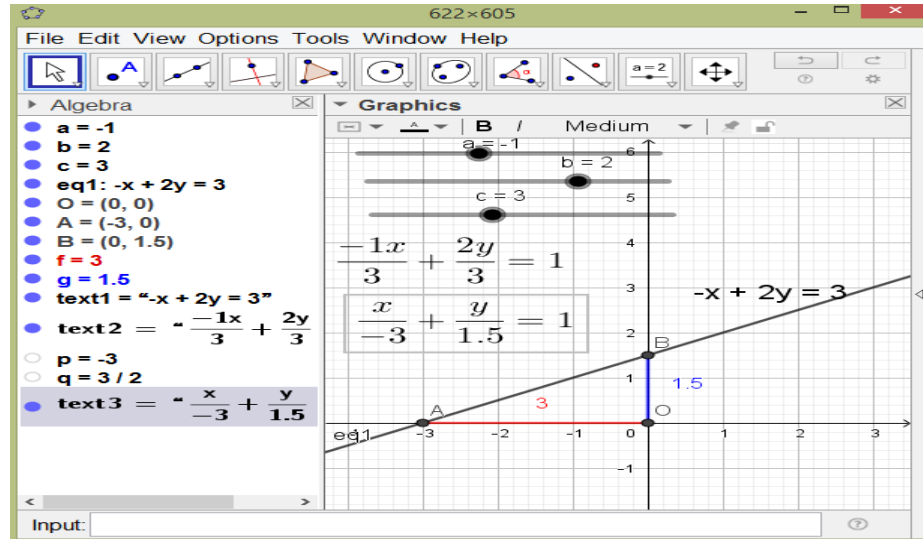 622×605
File Edit View Options Tools Window Help
A
α
a=2
Algebra
Graphics
a = -1
b = 2
c = 3
eq1: -x + 2y = 3
O = (0, 0)
A = (-3, 0)
B = (0, 1.5)
f = 3
g = 1.5
text1 = “-x + 2y = 3”
text2 = “ −1x/3 + 2y/3
p = -3
q = 3 / 2
text3 = “ x/−3 + y/1.5
A B I Medium
a = -1
b = 2
c = 3
−1x/3 + 2y/3 = 1
x/−3 + y/1.5 = 1
-x + 2y = 3
6
5
4
3
2
1
-1
B
1.5
A
3
O
eq1
-3 -2 -1 0 1 2 3
Input: